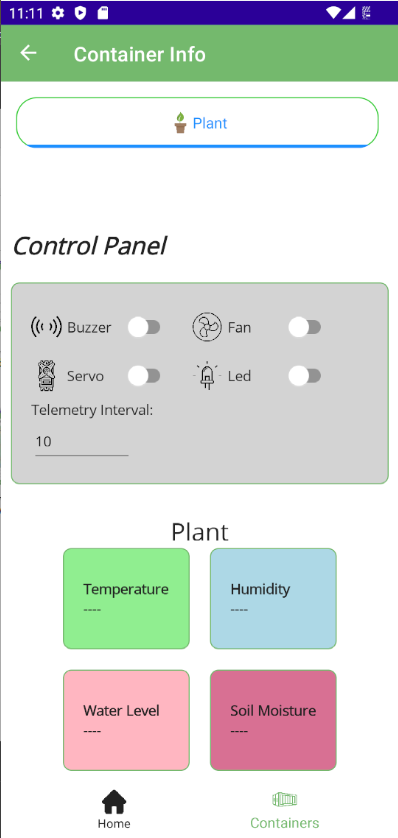 11:11
Container Info
Plant
Control Panel
Buzzer Fan
Servo Led
Telemetry Interval:
10
Plant
Temperature Humidity
---- ----
Water Level Soil Moisture
---- ----
Home Containers